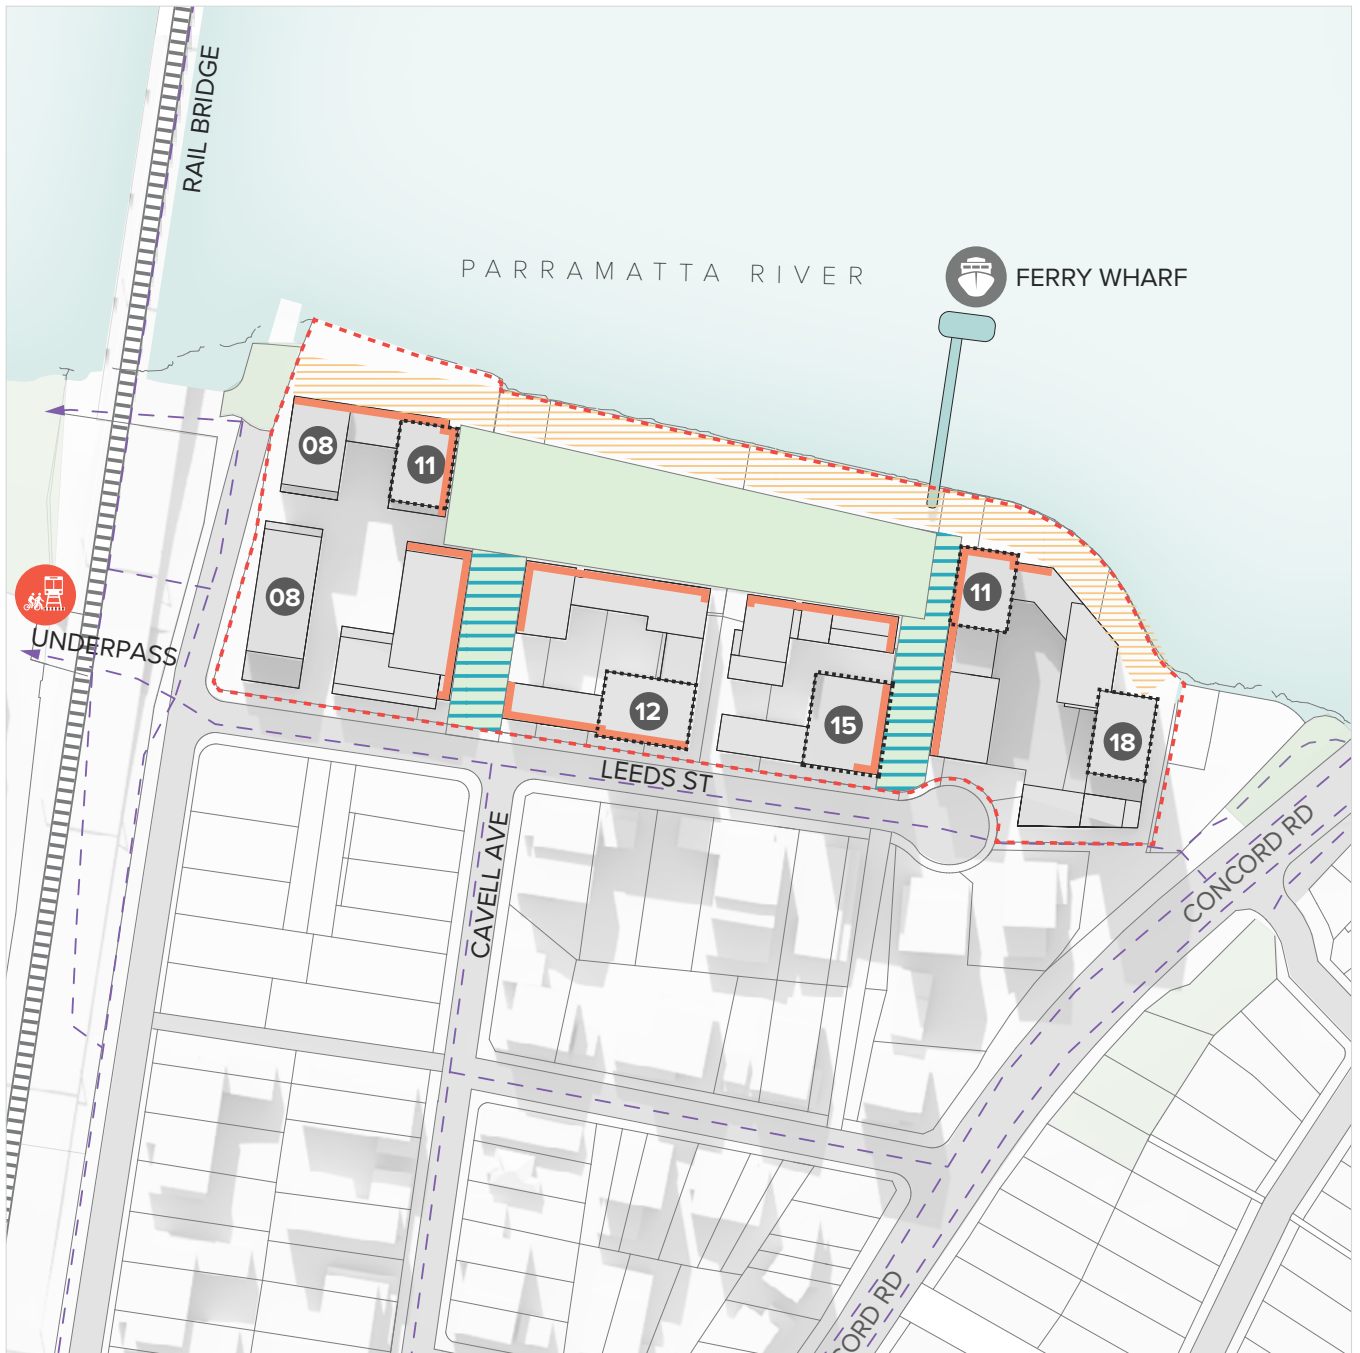 RAIL BRIDGE
PARRAMATTA RIVER
FERRY WHARF
08
11
08
11
UNDERPASS
12
15
18
LEEDS ST
CAVELL AVE
CONCORD RD
CORD RD